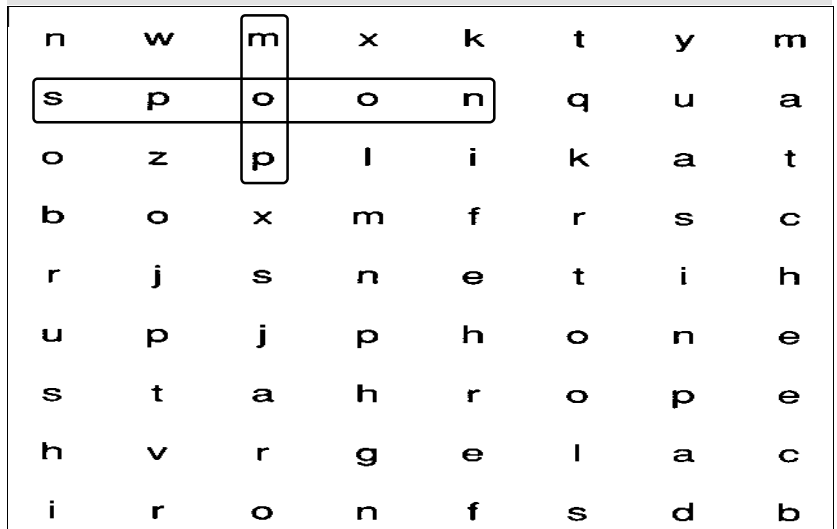 n w m x k t y m
s p o o n q u a
o z p l i k a t
b o x m f r s c
r j s n e t i h
u p j p h o n e
s t a h r o p e
h v r g e l a c
i r o n f s d b